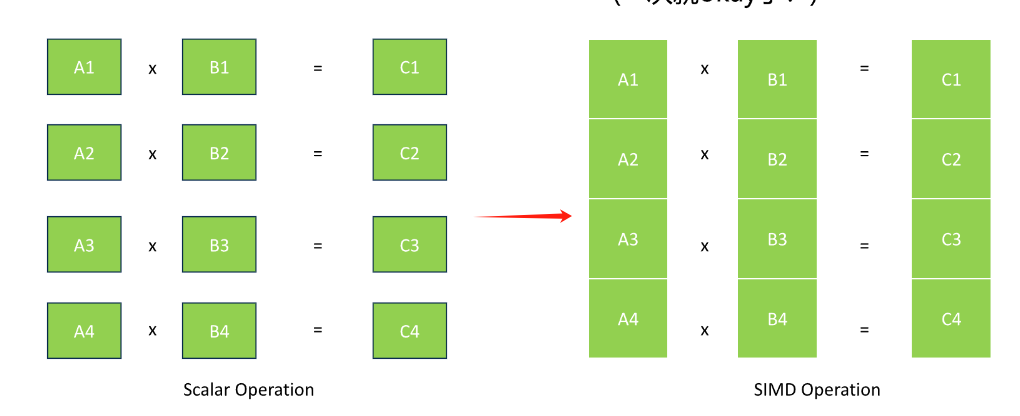 A1 x B1 = C1
A2 x B2 = C2
A3 x B3 = C3
A4 x B4 = C4
Scalar Operation
A1 x B1 = C1
A2 x B2 = C2
A3 x B3 = C3
A4 x B4 = C4
SIMD Operation